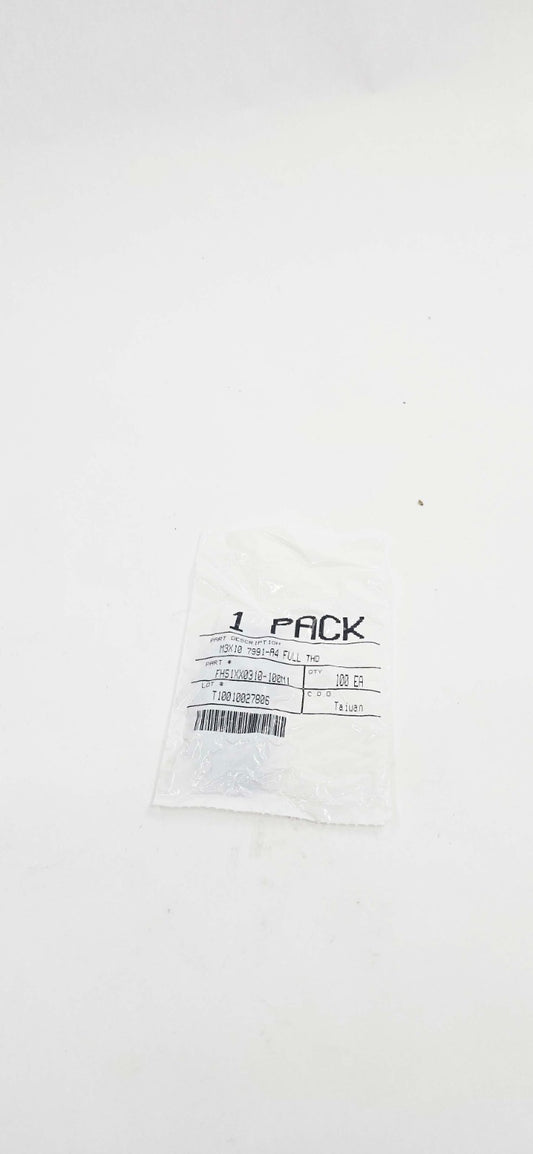 1 PACK
PART DESCRIPTION
M3X10 7991-A4 FULL THD
PART #
FHS1XX0310-100M1
QTY
100 EA
LOT #
T10010027806
C O O
Taiwan